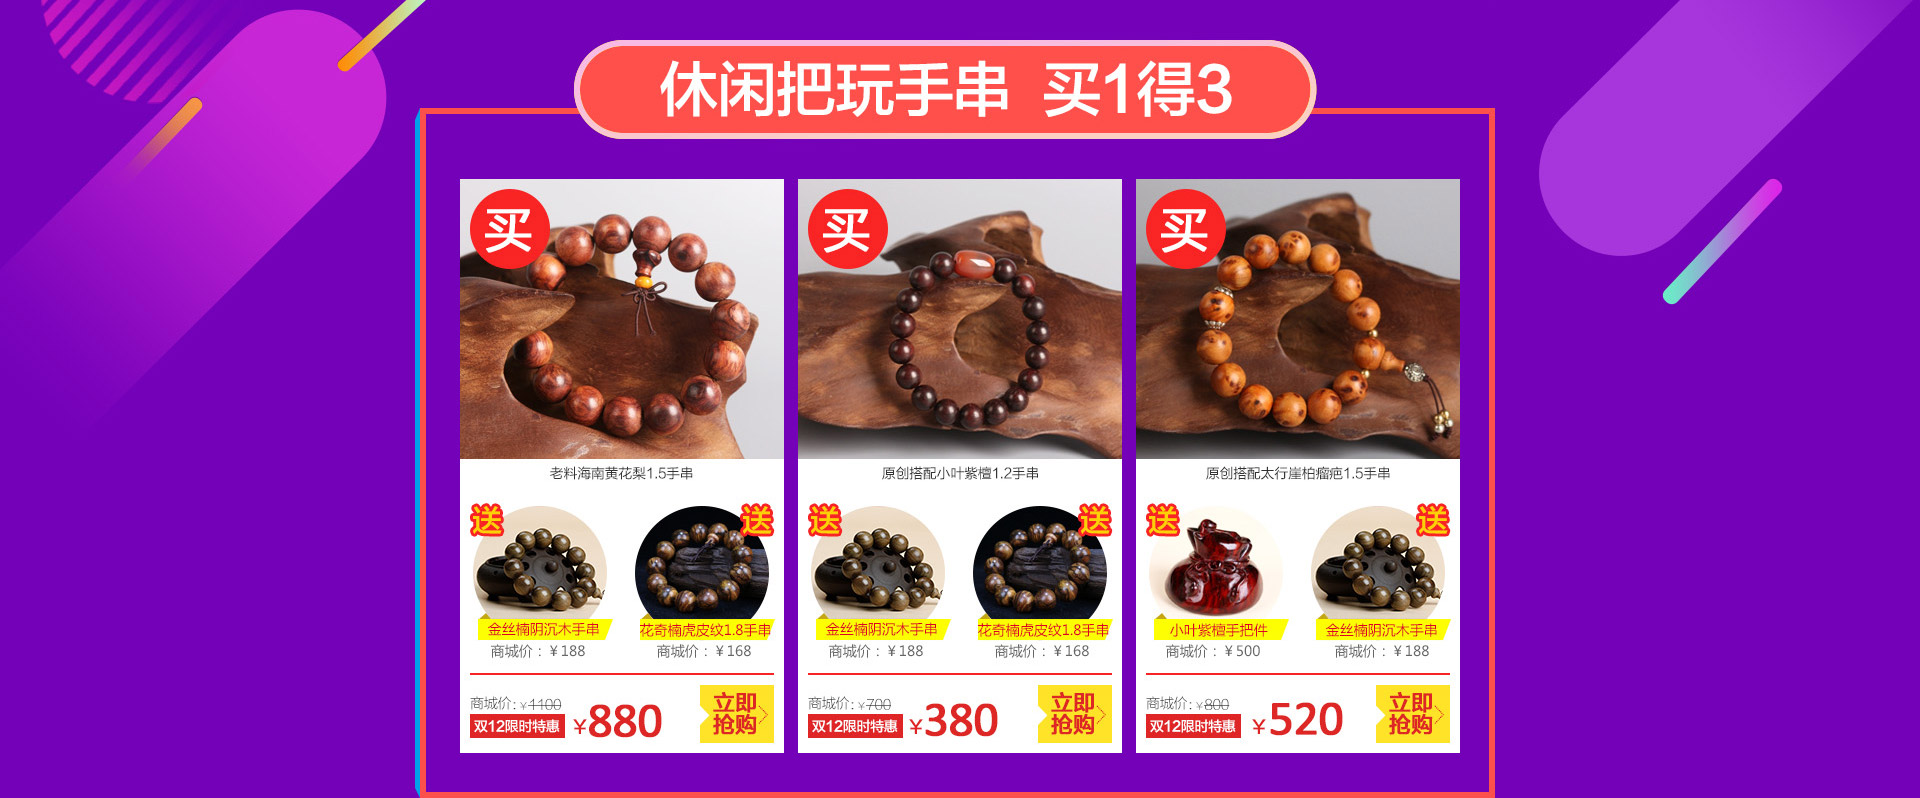 休闲把玩手串 买1得3
买
老料海南黄花梨1.5手串
送
送
金丝楠阴沉木手串
花奇楠虎皮纹1.8手串
商城价：￥188
商城价：￥168
商城价：￥1100
双12限时特惠
￥880
立即
抢购
买
原创搭配小叶紫檀1.2手串
送
送
金丝楠阴沉木手串
花奇楠虎皮纹1.8手串
商城价：￥188
商城价：￥168
商城价：￥700
双12限时特惠
￥380
立即
抢购
买
原创搭配太行崖柏瘤疤1.5手串
送
送
小叶紫檀手把件
金丝楠阴沉木手串
商城价：￥500
商城价：￥188
商城价：￥800
双12限时特惠
￥520
立即
抢购